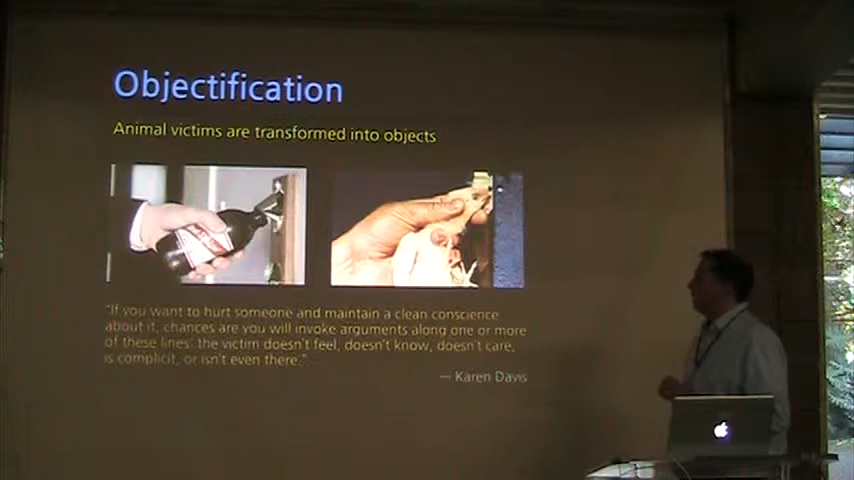 Objectification
Animal victims are transformed into objects
"If you want to hurt someone and maintain a clean conscience
about it, chances are you will invoke arguments along one or more
of these lines: the victim doesn't feel, doesn't know, doesn't care,
is complicit, or isn't even there."
— Karen Davis